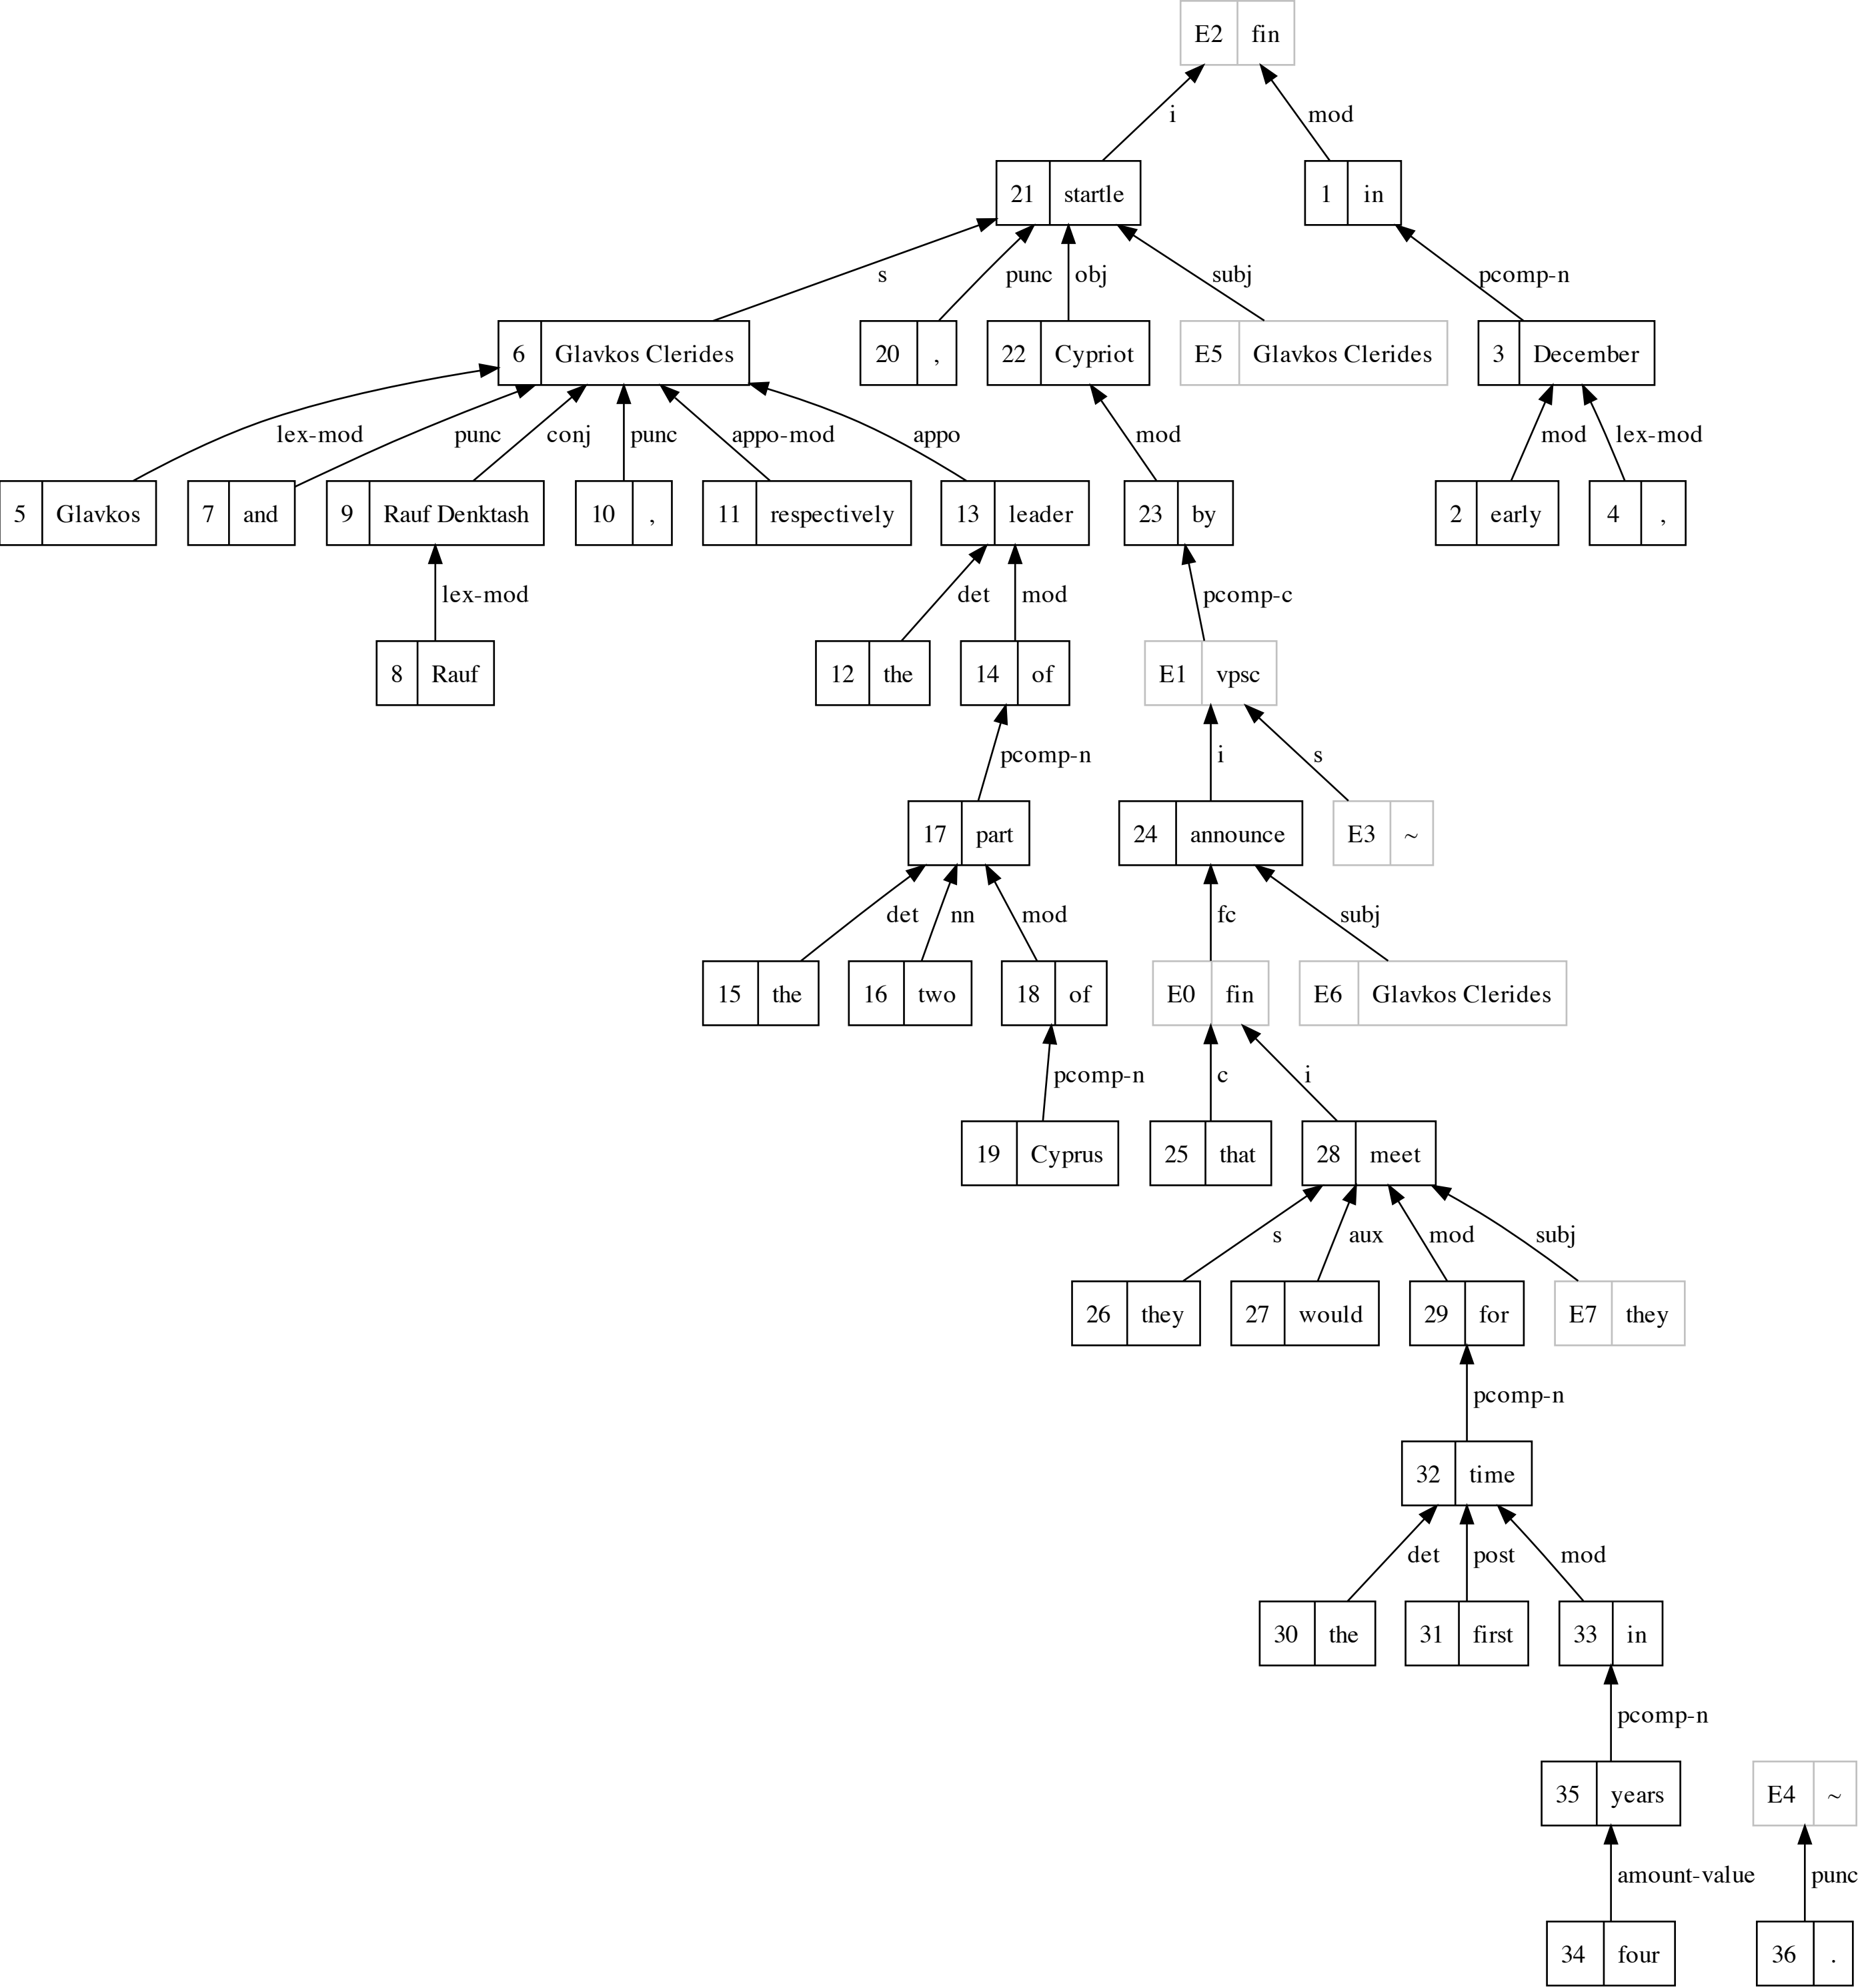 E2 fin
i mod
21 startle 1 in
s punc obj subj pcomp-n
6 Glavkos Clerides 20 , 22 Cypriot E5 Glavkos Clerides 3 December
lex-mod punc conj punc appo-mod appo mod mod lex-mod
5 Glavkos 7 and 9 Rauf Denktash 10 , 11 respectively 13 leader 23 by 2 early 4 ,
lex-mod det mod pcomp-c
8 Rauf 12 the 14 of E1 vpsc
pcomp-n i s
17 part 24 announce E3 ~
det nn mod fc subj
15 the 16 two 18 of E0 fin E6 Glavkos Clerides
pcomp-n c i
19 Cyprus 25 that 28 meet
s aux mod subj
26 they 27 would 29 for E7 they
pcomp-n
32 time
det post mod
30 the 31 first 33 in
pcomp-n
35 years E4 ~
amount-value punc
34 four 36 .